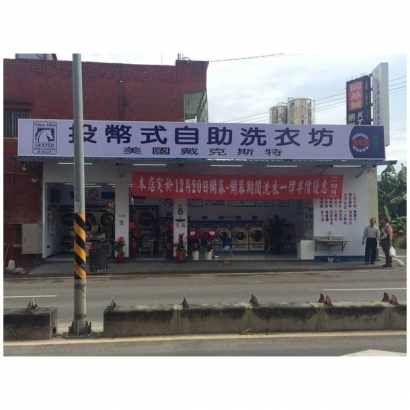 Since 1894
DEXTER
投幣式自助洗衣坊
美國戴克斯特
本店定於12月20日開幕-開幕期間洗衣一律半價優惠